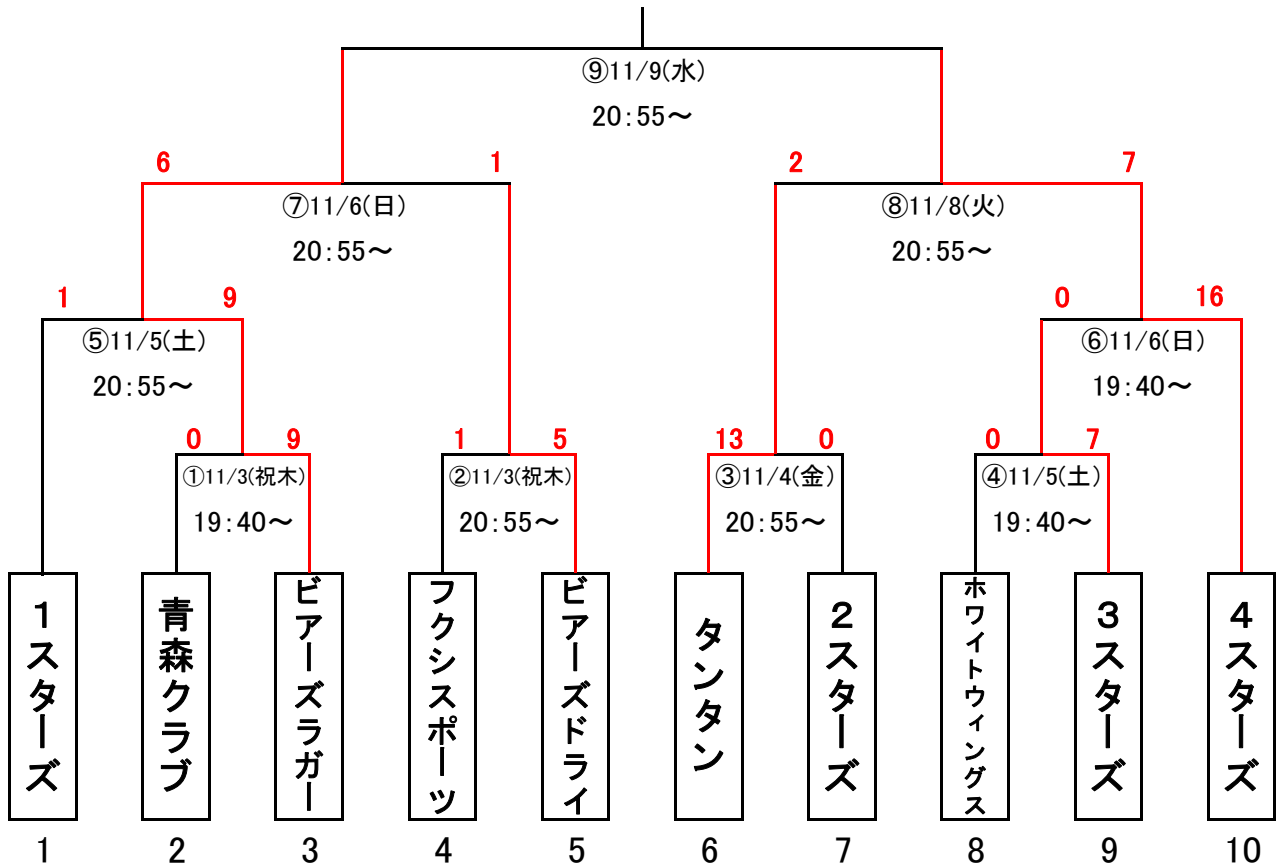 ⑨11/9(水)
20:55～
6
1
2
7
⑦11/6(日)
20:55～
⑧11/8(火)
20:55～
1
9
0
16
⑤11/5(土)
20:55～
⑥11/6(日)
19:40～
0
9
1
5
13
0
0
7
①11/3(祝木)
19:40～
②11/3(祝木)
20:55～
③11/4(金)
20:55～
④11/5(土)
19:40～
1スターズ
青森クラブ
ビアーズラガー
フクシスポーツ
ビアーズドライ
タンタン
2スターズ
ホワイトウィングス
3スターズ
4スターズ
1
2
3
4
5
6
7
8
9
10